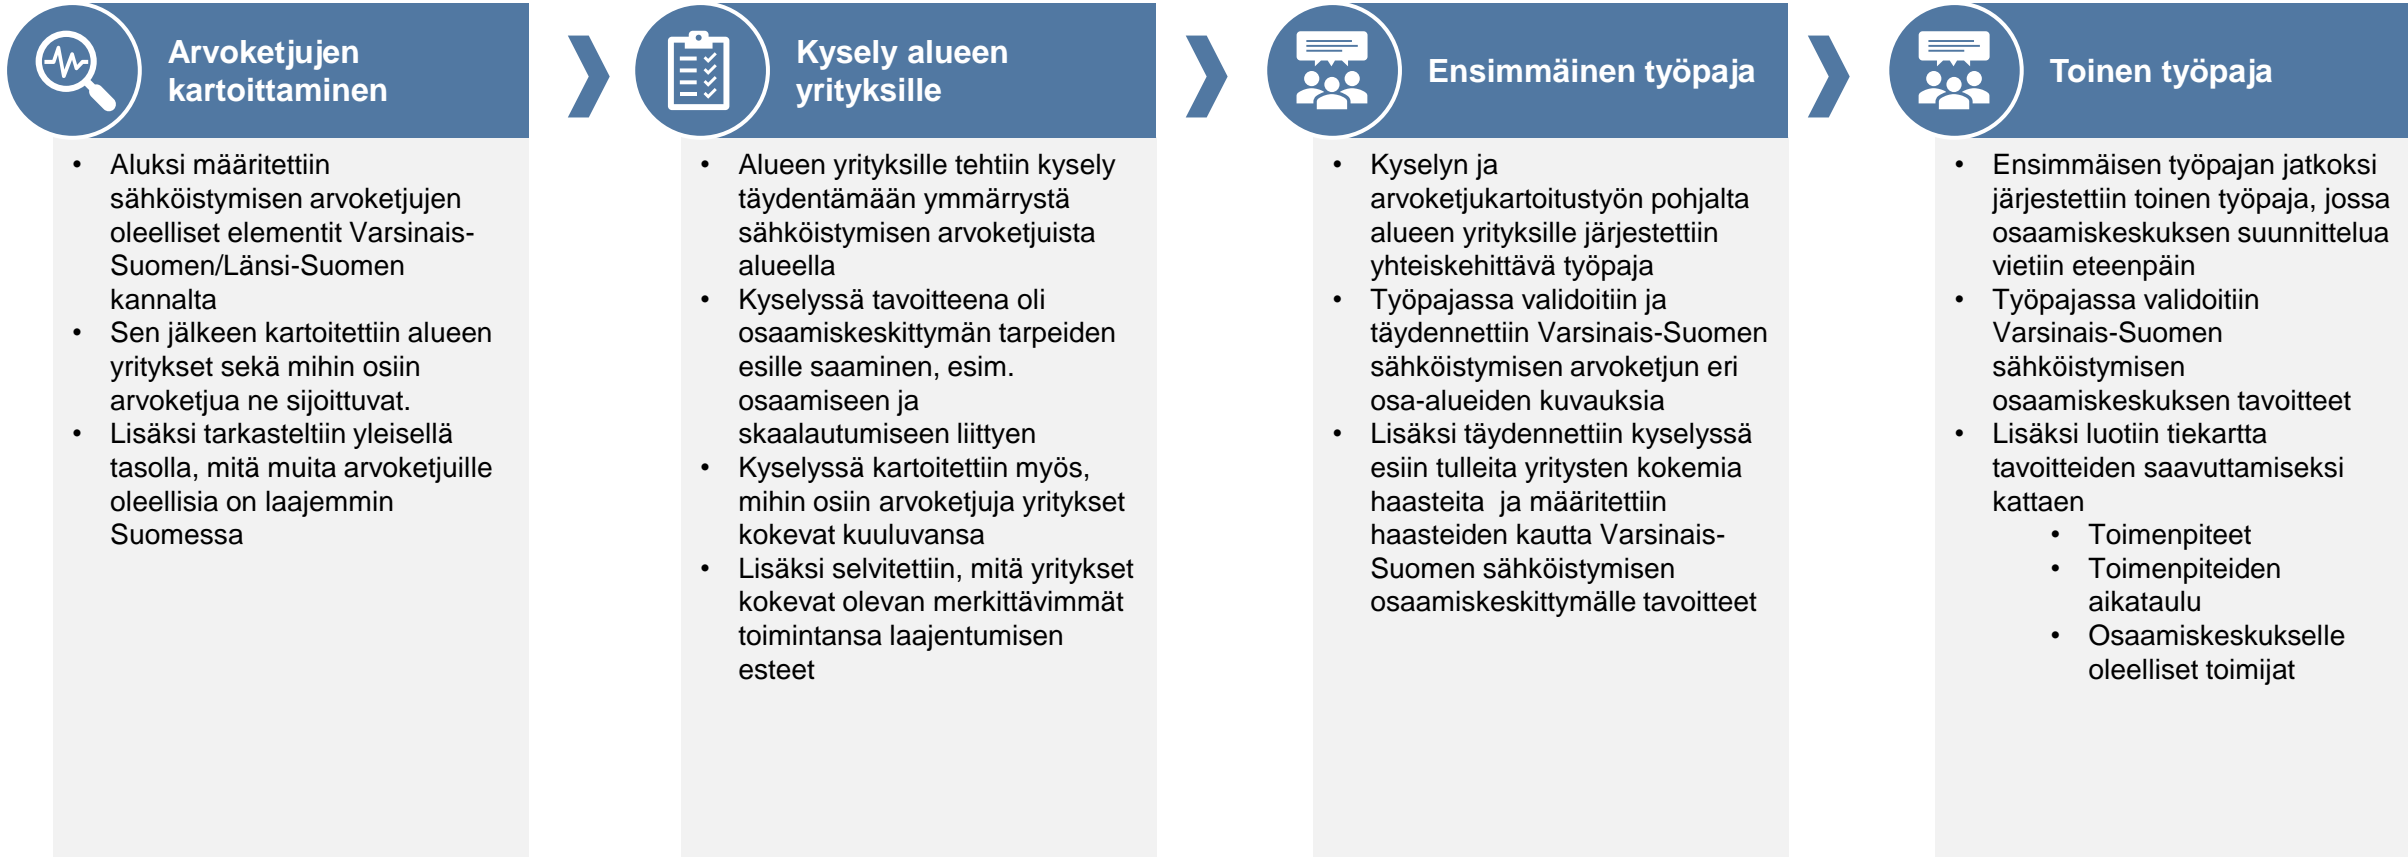 Arvoketjujen
kartoittaminen
• Aluksi määritettiin
sähköistymisen arvoketjujen
oleelliset elementit Varsinais-
Suomen/Länsi-Suomen
kannalta
• Sen jälkeen kartoitettiin alueen
yritykset sekä mihin osiin
arvoketjua ne sijoittuvat.
• Lisäksi tarkasteltiin yleisellä
tasolla, mitä muita arvoketjuille
oleellisia on laajemmin
Suomessa
Kysely alueen
yrityksille
• Alueen yrityksille tehtiin kysely
täydentämään ymmärrystä
sähköistymisen arvoketjuista
alueella
• Kyselyssä tavoitteena oli
osaamiskeskittymän tarpeiden
esille saaminen, esim.
osaamiseen ja
skaalautumiseen liittyen
• Kyselyssä kartoitettiin myös,
mihin osiin arvoketjuja yritykset
kokevat kuuluvansa
• Lisäksi selvitettiin, mitä yritykset
kokevat olevan merkittävimmät
toimintansa laajentumisen
esteet
Ensimmäinen työpaja
• Kyselyn ja
arvoketjukartoitustyön pohjalta
alueen yrityksille järjestettiin
yhteiskehittävä työpaja
• Työpajassa validoitiin ja
täydennettiin Varsinais-Suomen
sähköistymisen arvoketjun eri
osa-alueiden kuvauksia
• Lisäksi täydennettiin kyselyssä
esiin tulleita yritysten kokemia
haasteita  ja määritettiin
haasteiden kautta Varsinais-
Suomen sähköistymisen
osaamiskeskittymälle tavoitteet
Toinen työpaja
• Ensimmäisen työpajan jatkoksi
järjestettiin toinen työpaja, jossa
osaamiskeskuksen suunnittelua
vietiin eteenpäin
• Työpajassa validoitiin
Varsinais-Suomen
sähköistymisen
osaamiskeskuksen tavoitteet
• Lisäksi luotiin tiekartta
tavoitteiden saavuttamiseksi
kattaen
• Toimenpiteet
• Toimenpiteiden
aikataulu
• Osaamiskeskukselle
oleelliset toimijat